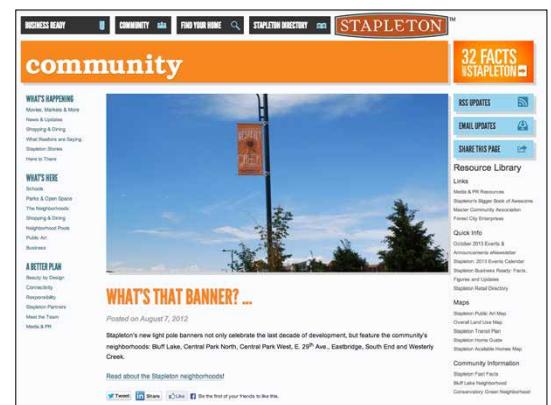 BUSINESS READY
COMMUNITY
FIND YOUR HOME
STAPLETON DIRECTORY
STAPLETON™
community
32 FACTS
STAPLETON
WHAT'S HAPPENING
Movies, Markets & More
News & Updates
Shopping & Dining
What Realtors are Saying
Stapleton Stories
Here to There
WHAT'S HERE
Schools
Parks & Open Space
The Neighborhoods
Shopping & Dining
Neighborhood Pools
Public Art
Business
A BETTER PLAN
Beauty by Design
Connectivity
Responsibility
Stapleton Partners
Meet the Team
Media & PR
WHAT'S THAT BANNER? ...
Posted on August 7, 2012
Stapleton's new light pole banners not only celebrate the last decade of development, but feature the community's
neighborhoods: Bluff Lake, Central Park North, Central Park West, E. 29th Ave., Eastbridge, South End and Westerly
Creek.
Read about the Stapleton neighborhoods!
Tweet
Share
Like
Be the first of your friends to like this.
RSS UPDATES
EMAIL UPDATES
SHARE THIS PAGE
Resource Library
Links
Media & PR Resources
Stapleton's Bigger Book of Awesome
Master Community Association
Forest City Enterprises
Quick Info
October 2013 Events &
Announcements eNewsletter
Stapleton: 2013 Events Calendar
Stapleton Business Ready: Facts,
Figures and Updates
Stapleton Retail Directory
Maps
Stapleton Public Art Map
Overall Land Use Map
Stapleton Transit Plan
Stapleton Home Guide
Stapleton Available Homes Map
Community Information
Stapleton Fast Facts
Bluff Lake Neighborhood
Conservatory Green Neighborhood